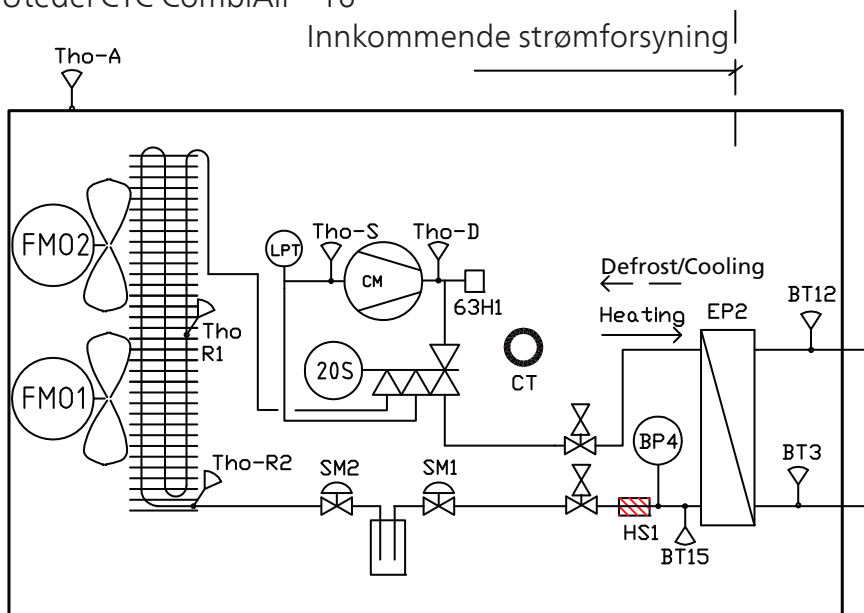 Innkommende strømforsyning
Tho-A
FM02
LPT
Tho-S
Tho-D
CM
63H1
Defrost/Cooling
Heating
EP2
BT12
Tho
R1
20S
CT
FM01
BP4
BT3
Tho-R2
SM2
SM1
HS1
BT15